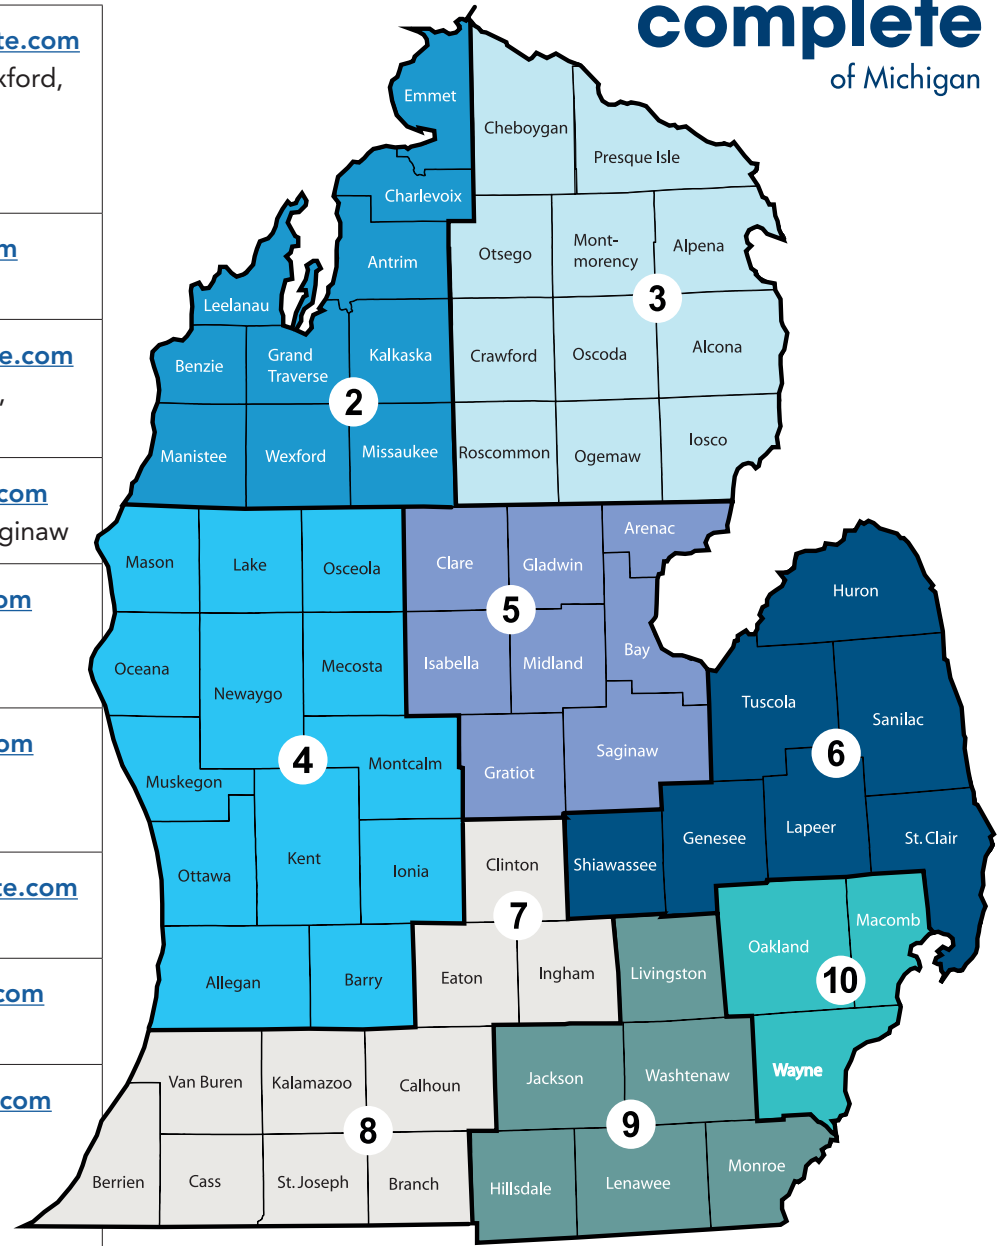 te.com
xford,
m
e.com
,
com
ginaw
om
om
te.com
com
com
complete
of Michigan
Emmet
Cheboygan
Presque Isle
Charlevoix
Otsego
Mont-
morency
Alpena
Antrim
3
Leelanau
Benzie
Grand
Traverse
Kalkaska
Crawford
Oscoda
Alcona
2
Manistee
Wexford
Missaukee
Roscommon
Ogemaw
Iosco
Arenac
Mason
Lake
Osceola
Clare
Gladwin
Huron
5
Oceana
Newaygo
Mecosta
Isabella
Midland
Bay
Tuscola
Sanilac
6
4
Muskegon
Montcalm
Gratiot
Saginaw
Ottawa
Kent
Ionia
Clinton
Shiawassee
Genesee
Lapeer
St. Clair
7
Macomb
Allegan
Barry
Eaton
Ingham
Livingston
Oakland
10
Van Buren
Kalamazoo
Calhoun
Jackson
Washtenaw
Wayne
8
9
Berrien
Cass
St. Joseph
Branch
Hillsdale
Lenawee
Monroe